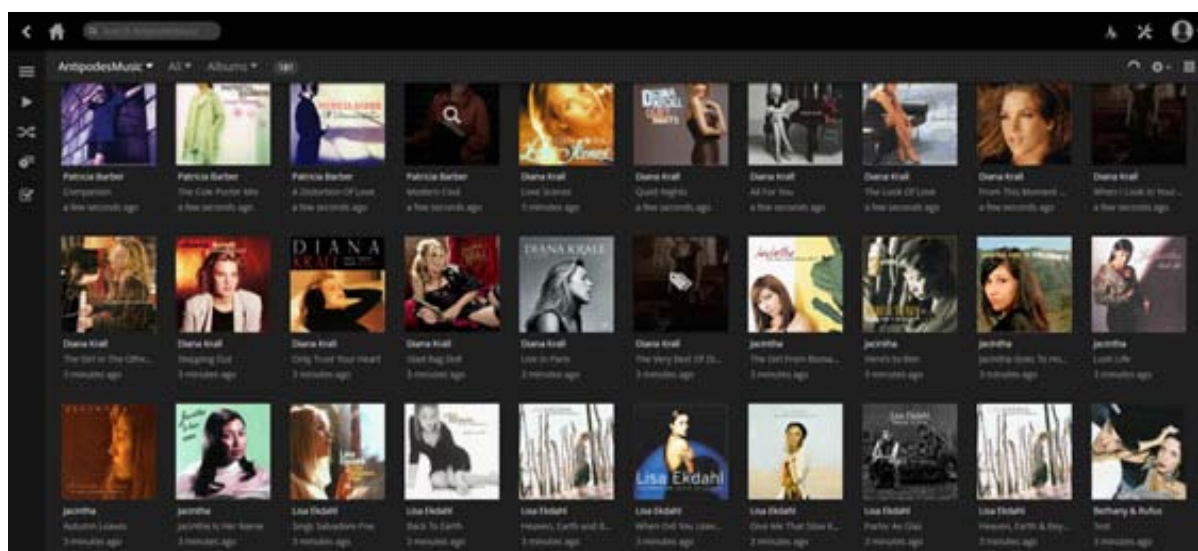 Search AntipodesMusic
AntipodesMusic All Albums 581
Patricia Barber Patricia Barber Patricia Barber Patricia Barber Diana Krall Diana Krall Diana Krall Diana Krall Diana Krall Diana Krall
Companion The Cole Porter Mix A Distortion Of Love Modern Cool Love Scenes Quiet Nights All For You The Look Of Love From This Moment ... When I Look In Your ...
a few seconds ago a few seconds ago a few seconds ago a few seconds ago 3 minutes ago a few seconds ago a few seconds ago a few seconds ago a few seconds ago a few seconds ago
DIANA
KRALL
DIANA KRALL
Jacintha
Diana Krall Diana Krall Diana Krall Diana Krall Diana Krall Diana Krall Jacintha Jacintha Jacintha Jacintha
The Girl In The Othe... Stepping Out Only Trust Your Heart Glad Rag Doll Live In Paris The Very Best Of Di... The Girl From Bossa... Here's to Ben Jacintha Goes To Ho... Lush Life
3 minutes ago 3 minutes ago 3 minutes ago 3 minutes ago 3 minutes ago 3 minutes ago 3 minutes ago 3 minutes ago 3 minutes ago 3 minutes ago
Lisa Ekdahl
Lisa Ekdahl
Jacintha Jacintha Lisa Ekdahl Lisa Ekdahl Lisa Ekdahl Lisa Ekdahl Lisa Ekdahl Lisa Ekdahl Lisa Ekdahl Bethany & Rufus
Autumn Leaves Jacintha Is Her Name Sings Salvadore Poe Back To Earth Heaven, Earth and B... When Did You Leav... Give Me That Slow K... Parlor Av Glas Heaven, Earth & Bey...
3 minutes ago 3 minutes ago 3 minutes ago 3 minutes ago 3 minutes ago 3 minutes ago 3 minutes ago 3 minutes ago 3 minutes ago 3 minutes ago